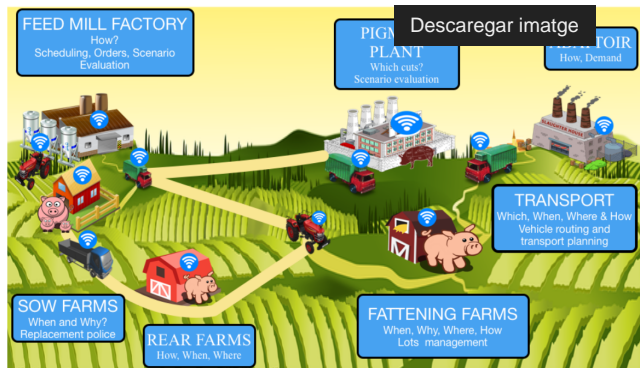 FEED MILL FACTORY
How?
Scheduling, Orders, Scenario
Evaluation
Descaregar imatge
PLANT
Which cuts?
Scenario evaluation
How, Demand
SLAUGHTER HOUSE
TRANSPORT
Which, When, Where & How
Vehicle routing and
transport planning
SOW FARMS
When and Why?
Replacement police
REAR FARMS
How, When, Where
FATTENING FARMS
When, Why, Where, How
Lots management